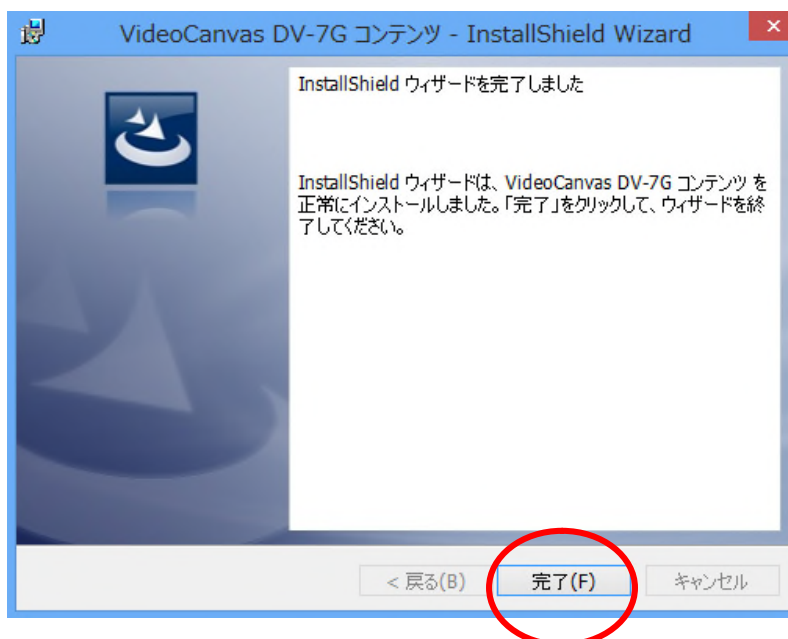 VideoCanvas DV-7G コンテンツ - InstallShield Wizard
InstallShield ウィザードを完了しました
InstallShield ウィザードは、VideoCanvas DV-7G コンテンツ を
正常にインストールしました。「完了」をクリックして、ウィザードを終
了してください。
< 戻る(B) 完了(F) キャンセル